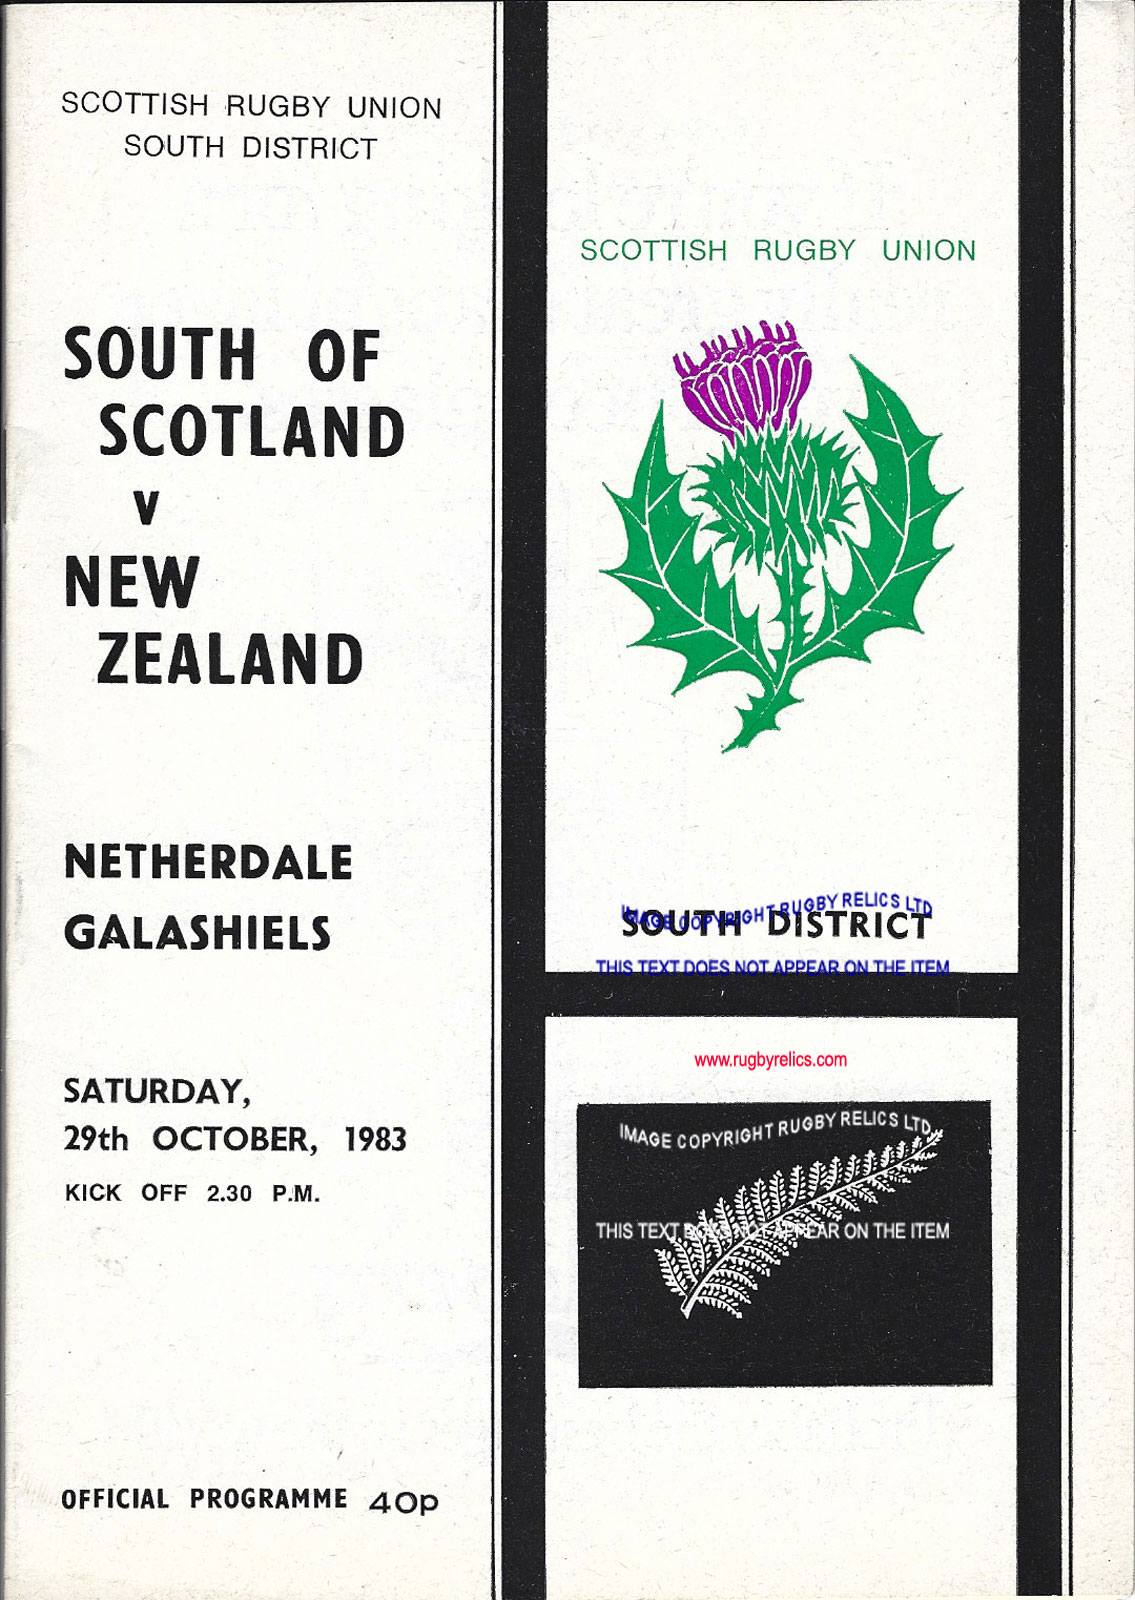 SCOTTISH RUGBY UNION
SOUTH DISTRICT
SOUTH OF
SCOTLAND
v
NEW
ZEALAND
NETHERDALE
GALASHIELS
SATURDAY,
29th OCTOBER, 1983
KICK OFF 2.30 P.M.
OFFICIAL PROGRAMME 40p
SCOTTISH RUGBY UNION
IMAGE COPYRIGHT RUGBY RELICS LTD
SOUTH DISTRICT
THIS TEXT DOES NOT APPEAR ON THE ITEM
www.rugbyrelics.com
IMAGE COPYRIGHT RUGBY RELICS LTD
THIS TEXT DOES NOT APPEAR ON THE ITEM